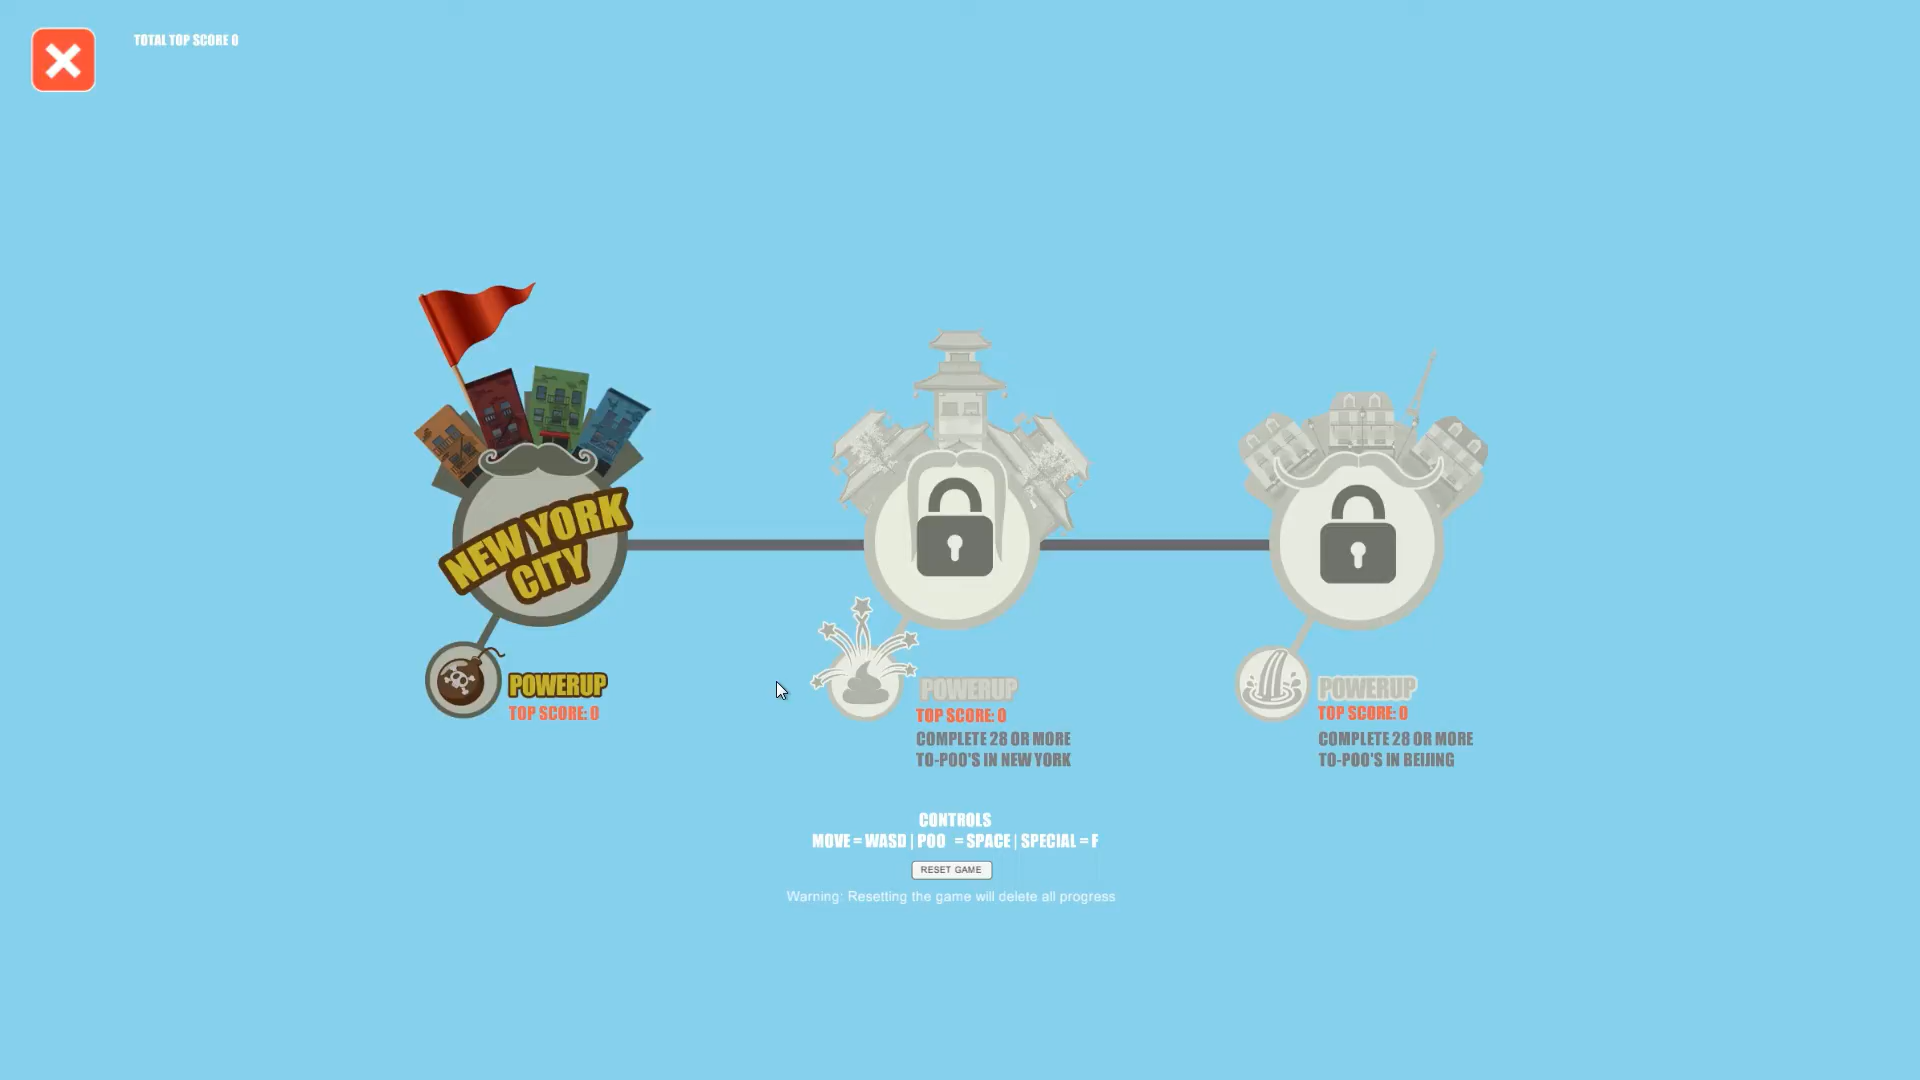 TOTAL TOP SCORE 0
NEW YORK
CITY
POWERUP
TOP SCORE: 0
POWERUP
TOP SCORE: 0
COMPLETE 28 OR MORE
TO-POO'S IN NEW YORK
POWERUP
TOP SCORE: 0
COMPLETE 28 OR MORE
TO-POO'S IN BEIJING
CONTROLS
MOVE = WASD | POO = SPACE | SPECIAL = F
RESET GAME
Warning: Resetting the game will delete all progress